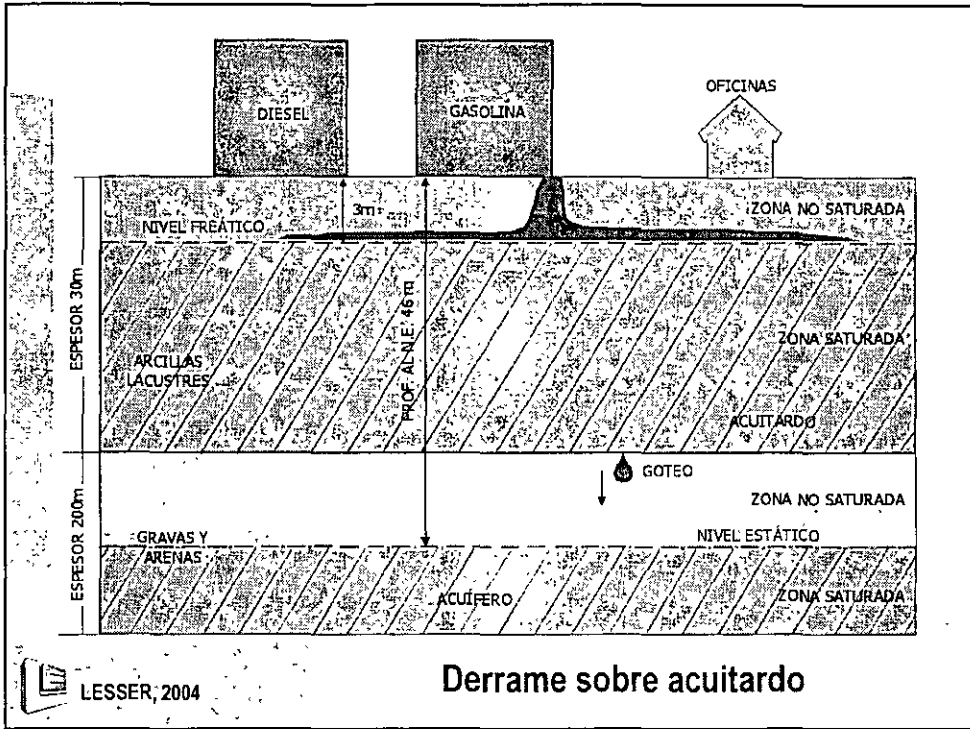 OFICINAS
DIESEL
GASOLINA
3m
ZONA NO SATURADA
NIVEL FREÁTICO
ESPESOR 30m
PROF. AL N.E. 46m
ZONA SATURADA
ARCILLAS
LACUSTRES
ACUITARDO
GOTEO
ZONA NO SATURADA
ESPESOR 200m
GRAVAS Y
ARENAS
NIVEL ESTÁTICO
ACUÍFERO
ZONA SATURADA
LESSER, 2004
Derrame sobre acuitardo